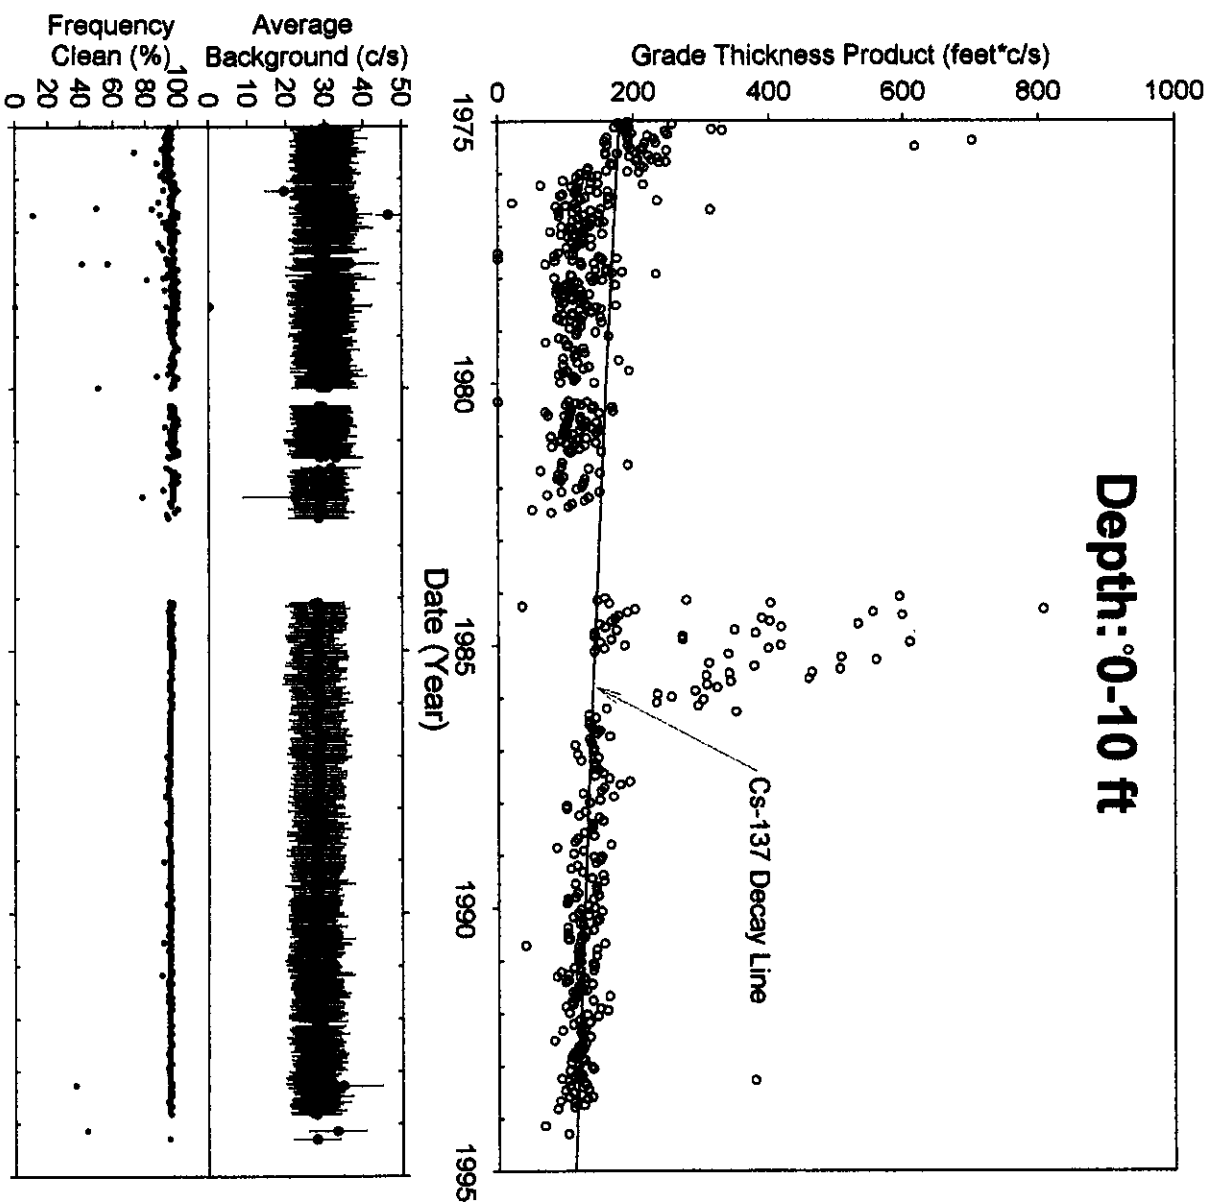 Depth: 0-10 ft
Grade Thickness Product (feet*c/s)
0 200 400 600 800 1000
1975 1980 1985 1990 1995
Date (Year)
Cs-137 Decay Line
Average
Background (c/s)
0 20 30 40 50
Frequency
Clean (%)
0 20 40 60 80 100